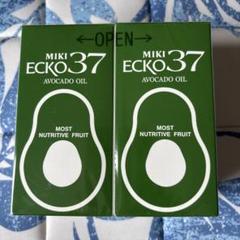 ←OPEN→
MIKI
ECKO37
AVOCADO OIL
MOST
NUTRITIVE FRUIT
MIKI
ECKO37
AVOCADO OIL
MOST
NUTRITIVE FRUIT